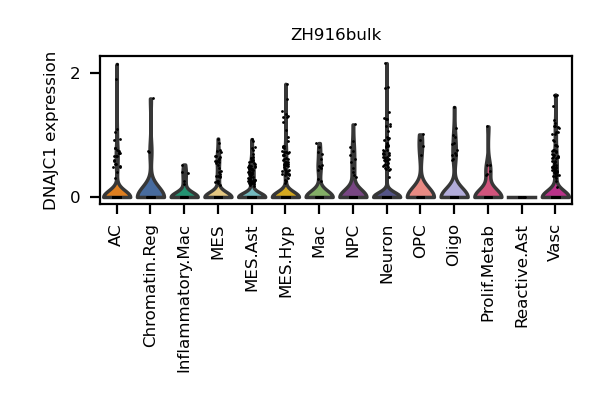 ZH916bulk
DNAJC1 expression
2
0
AC
Chromatin.Reg
Inflammatory.Mac
MES
MES.Ast
MES.Hyp
Mac
NPC
Neuron
OPC
Oligo
Prolif.Metab
Reactive.Ast
Vasc